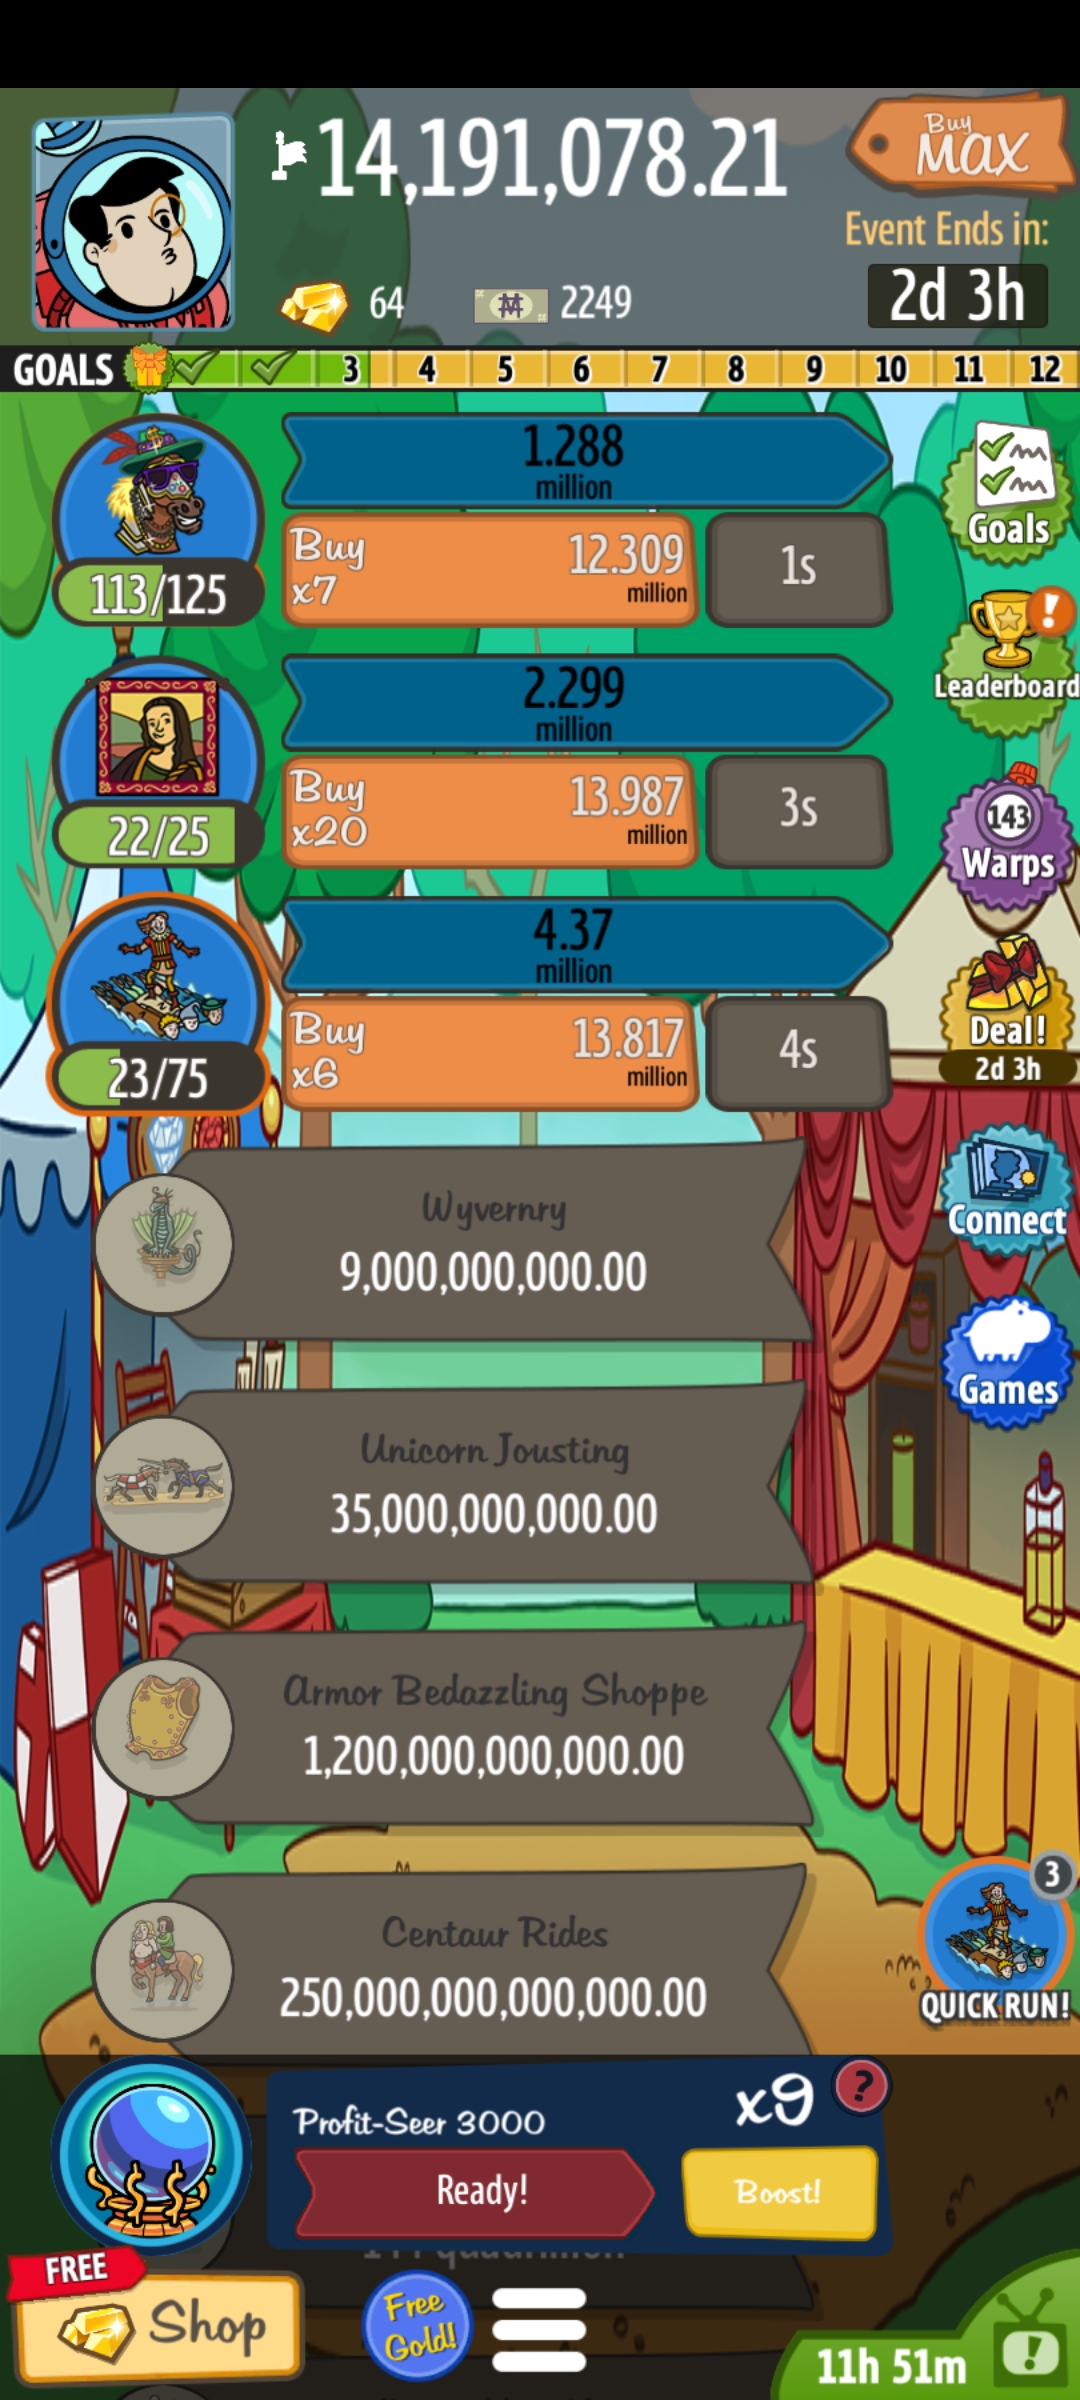 14,191,078.21
Buy
MAX
Event Ends in:
2d 3h
64
2249
GOALS 3 4 5 6 7 8 9 10 11 12
1.288
million
Buy
x7
12.309
million
1s
113/125
Goals
Leaderboard
2.299
million
Buy
x20
13.987
million
3s
22/25
143
Warps
4.37
million
Buy
x6
13.817
million
4s
23/75
Deal!
2d 3h
Wyvernry
9,000,000,000.00
Connect
Unicorn Jousting
35,000,000,000.00
Games
Armor Bedazzling Shoppe
1,200,000,000,000.00
Centaur Rides
250,000,000,000,000.00
3
QUICK RUN!
Profit-Seer 3000
x9
?
Ready!
Boost!
FREE
Shop
Free
Gold!
11h 51m